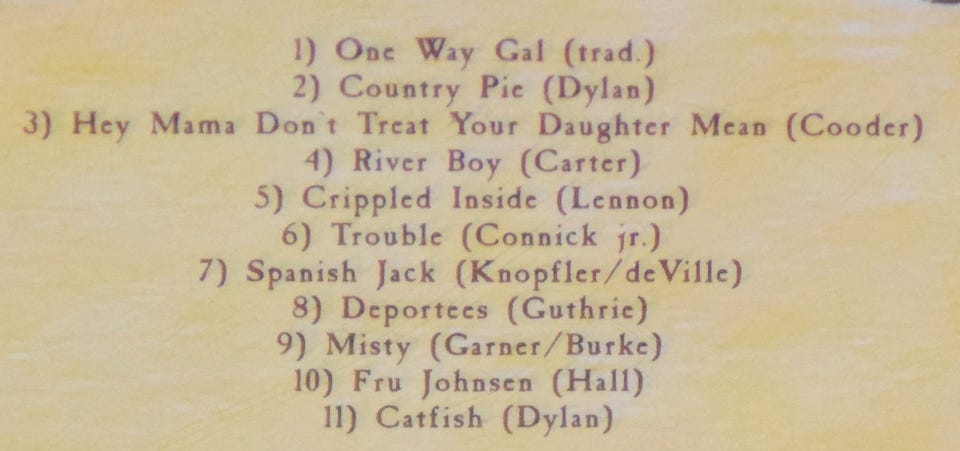 1) One Way Gal (trad.)
2) Country Pie (Dylan)
3) Hey Mama Don't Treat Your Daughter Mean (Cooder)
4) River Boy (Carter)
5) Crippled Inside (Lennon)
6) Trouble (Connick jr.)
7) Spanish Jack (Knopfler/deVille)
8) Deportees (Guthrie)
9) Misty (Garner/Burke)
10) Fru Johnsen (Hall)
11) Catfish (Dylan)